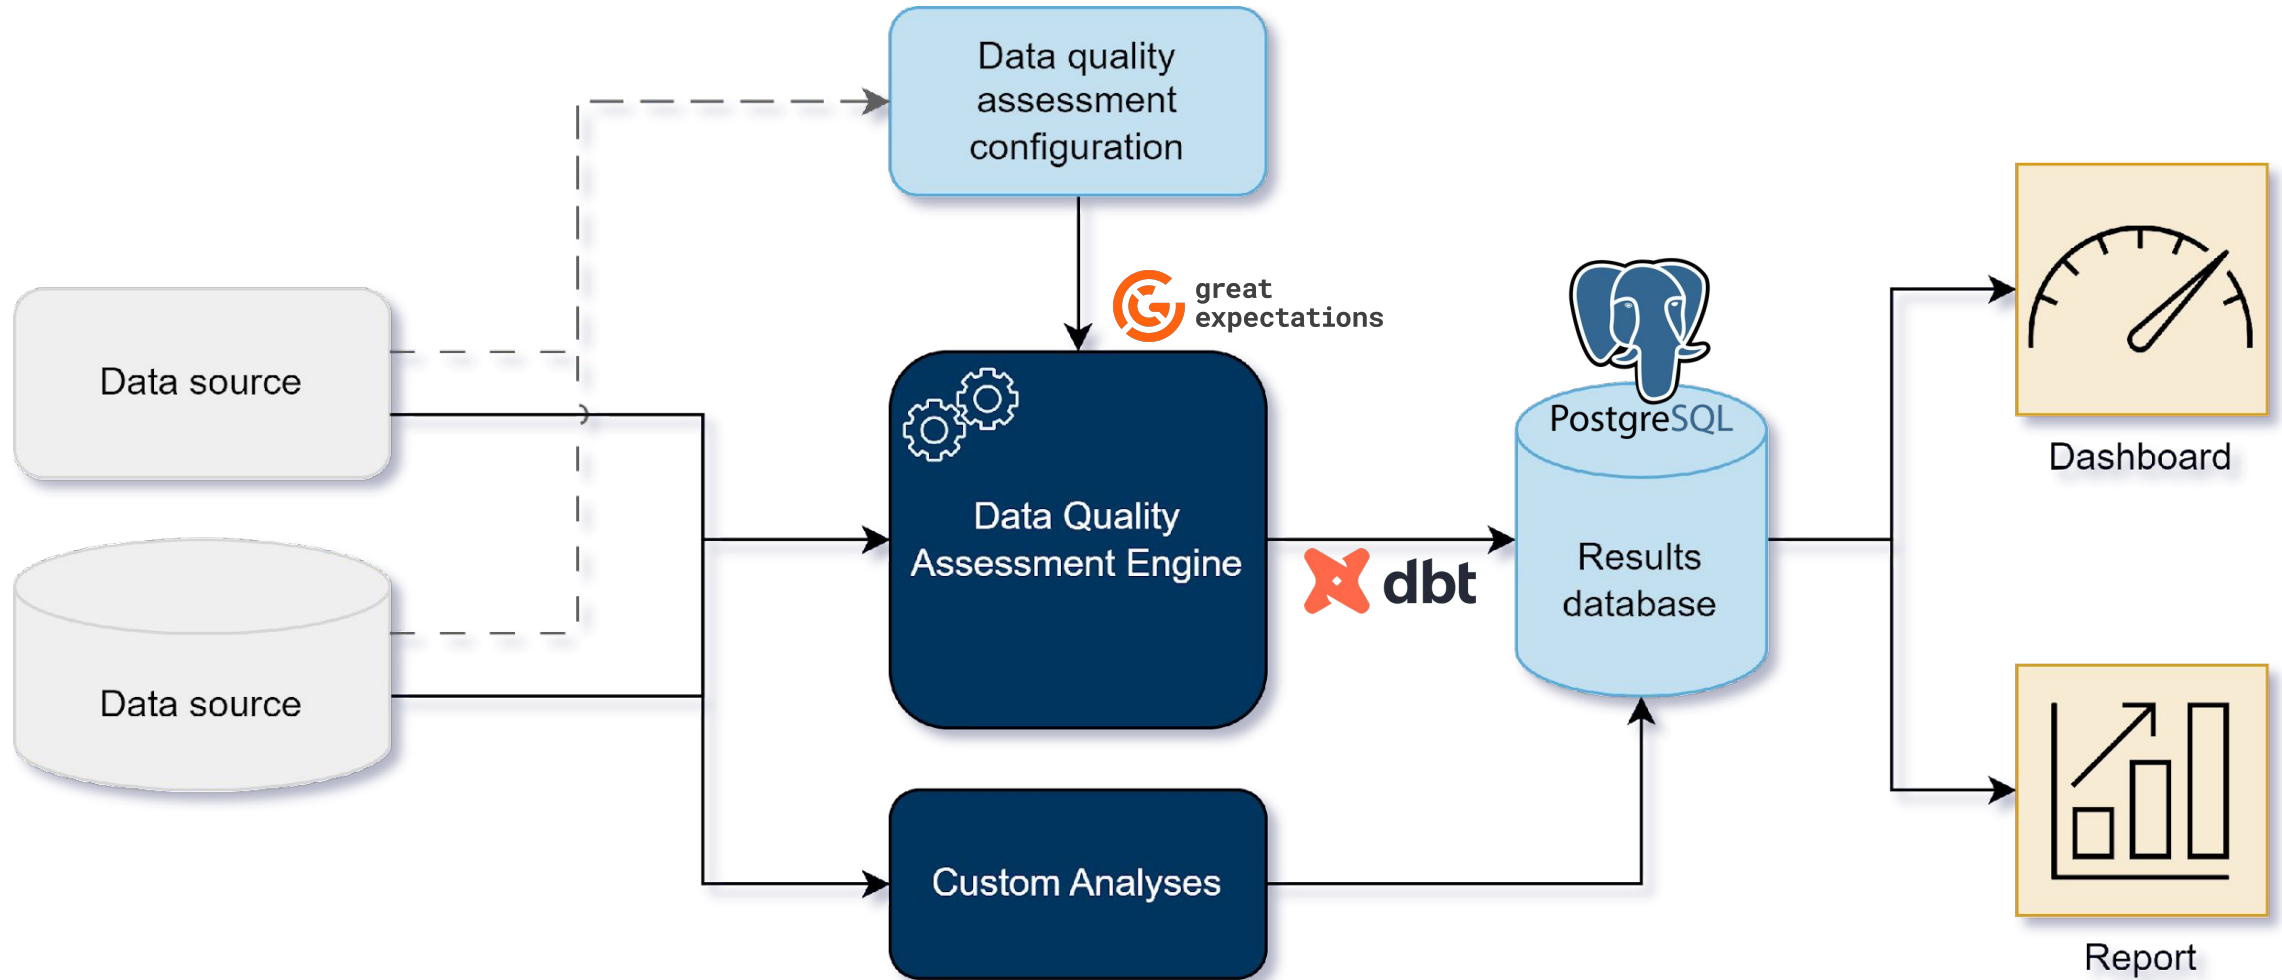 Data quality
assessment
configuration
great
expectations
Data source
Data source
Data Quality
Assessment Engine
dbt
PostgreSQL
Results
database
Custom Analyses
Dashboard
Report